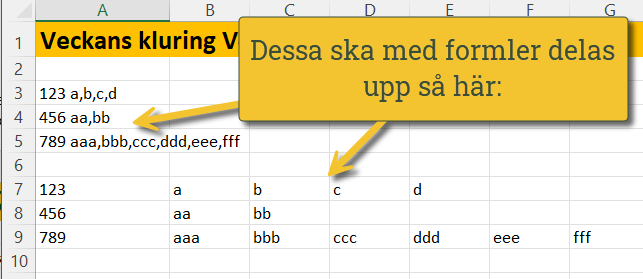 A B C D E F G
1 Veckans kluring V
Dessa ska med formler delas
upp så här:
2
3 123 a,b,c,d
4 456 aa,bb
5 789 aaa,bbb,ccc,ddd,eee,fff
6
7 123 a b c d
8 456 aa bb
9 789 aaa bbb ccc ddd eee fff
10